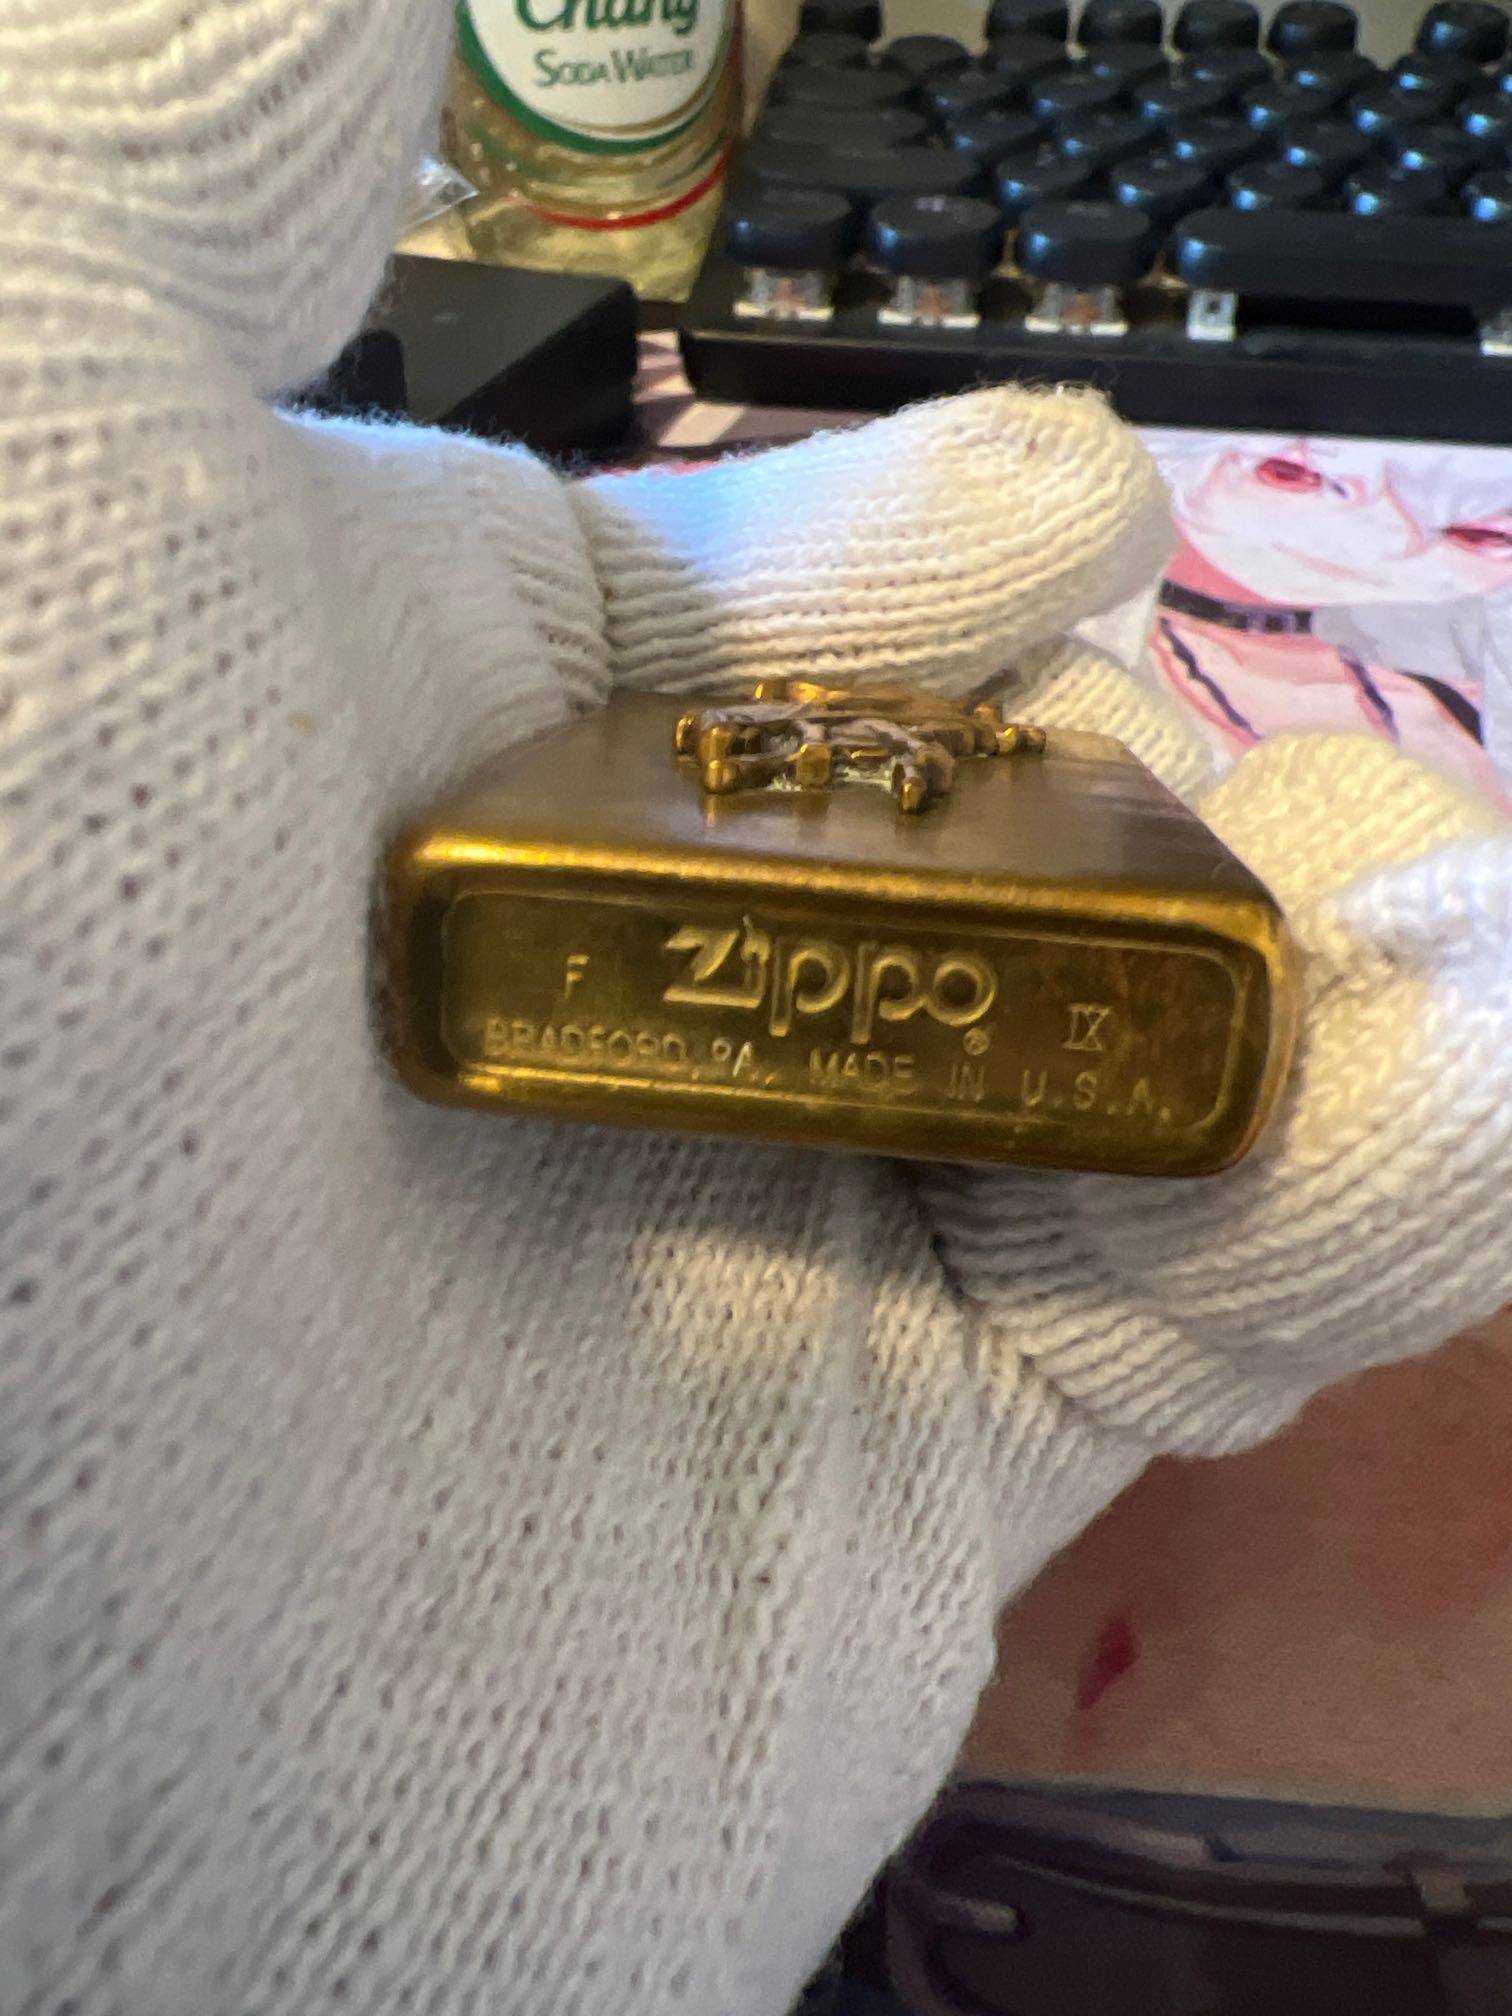 Chang
SODA WATER
F Zippo ® IX
BRADFORD, PA. MADE IN U.S.A.